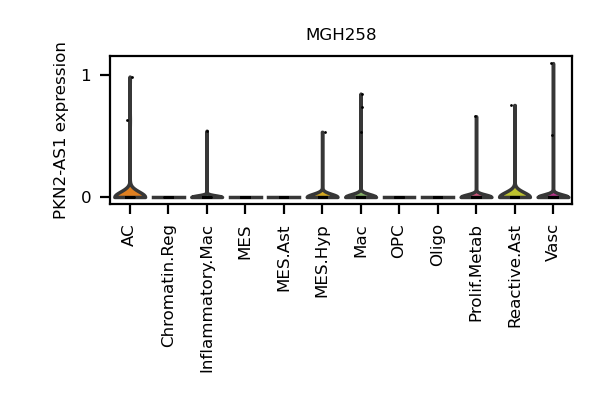 MGH258
PKN2-AS1 expression
1
0
AC
Chromatin.Reg
Inflammatory.Mac
MES
MES.Ast
MES.Hyp
Mac
OPC
Oligo
Prolif.Metab
Reactive.Ast
Vasc